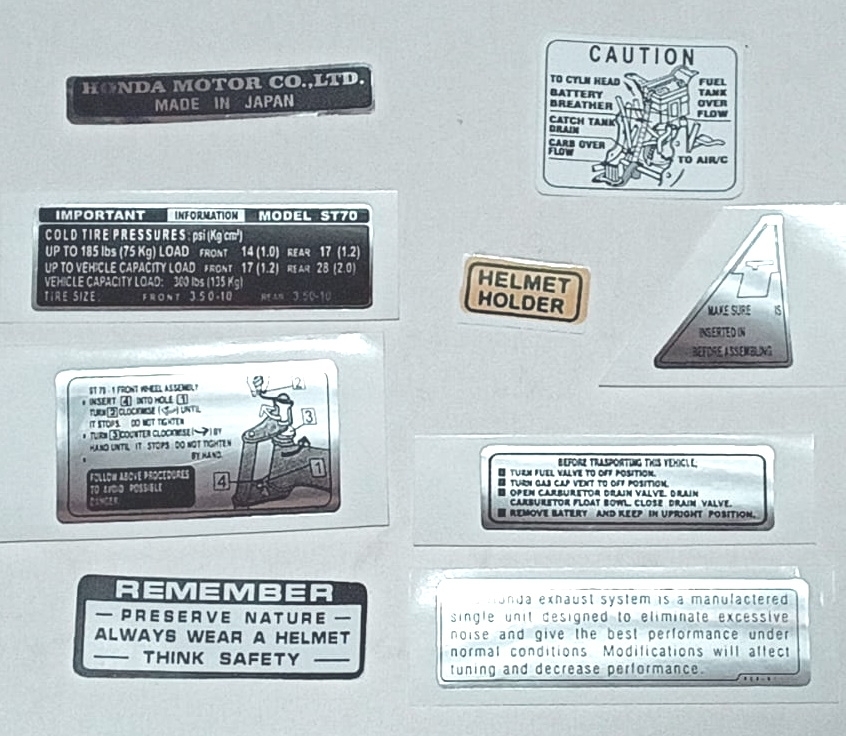 HONDA MOTOR CO.,LTD.
MADE IN JAPAN
CAUTION
TO CYLN HEAD
BATTERY
BREATHER
CATCH TANK
DRAIN
CARB OVER
FLOW
FUEL
TANK
OVER
FLOW
TO AIR/C
IMPORTANT INFORMATION MODEL ST70
COLD TIRE PRESSURES: psi (Kg cm²)
UP TO 185 lbs (75 Kg) LOAD FRONT 14 (1.0) REAR 17 (1.2)
UP TO VEHICLE CAPACITY LOAD FRONT 17 (1.2) REAR 28 (2.0)
VEHICLE CAPACITY LOAD: 300 lbs (135 Kg)
TIRE SIZE: FRONT 3.50-10 REAR 3.50-10
HELMET
HOLDER
MAKE SURE IS
INSERTED IN
BEFORE ASSEMBLING
ST 70 - 1 FRONT WHEEL ASSEMBLY
INSERT 4 INTO HOLE 1
TURN 2 CLOCKWISE ( ) UNTIL
IT STOPS. DO NOT TIGHTEN
TURN 3 COUNTER CLOCKWISE ( ) BY
HAND UNTIL IT STOPS DO NOT TIGHTEN
BY HAND.
FOLLOW ABOVE PROCEDURES
TO AVOID POSSIBLE
DANGER
2
3
1
4
BEFORE TRASPORTING THIS VEHICLE,
TURN FUEL VALVE TO OFF POSITION.
TURN GAS CAP VENT TO OFF POSITION.
OPEN CARBURETOR DRAIN VALVE. DRAIN
CARBURETOR FLOAT BOWL. CLOSE DRAIN VALVE.
REMOVE BATERY AND KEEP IN UPRIGHT POSITION.
REMEMBER
— PRESERVE NATURE —
ALWAYS WEAR A HELMET
— THINK SAFETY —
Honda exhaust system is a manufactered
single unit designed to eliminate excessive
noise and give the best performance under
normal conditions. Modifications will affect
tuning and decrease performance.